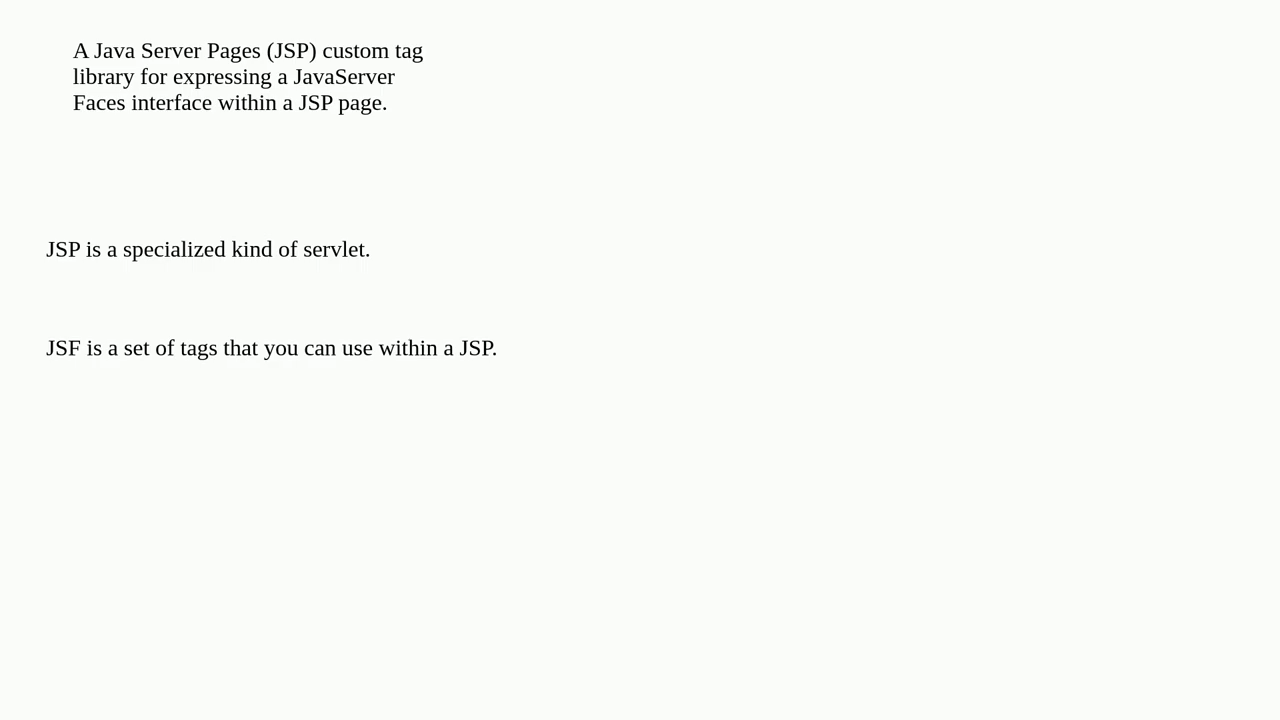 A Java Server Pages (JSP) custom tag
library for expressing a JavaServer
Faces interface within a JSP page.
JSP is a specialized kind of servlet.
JSF is a set of tags that you can use within a JSP.